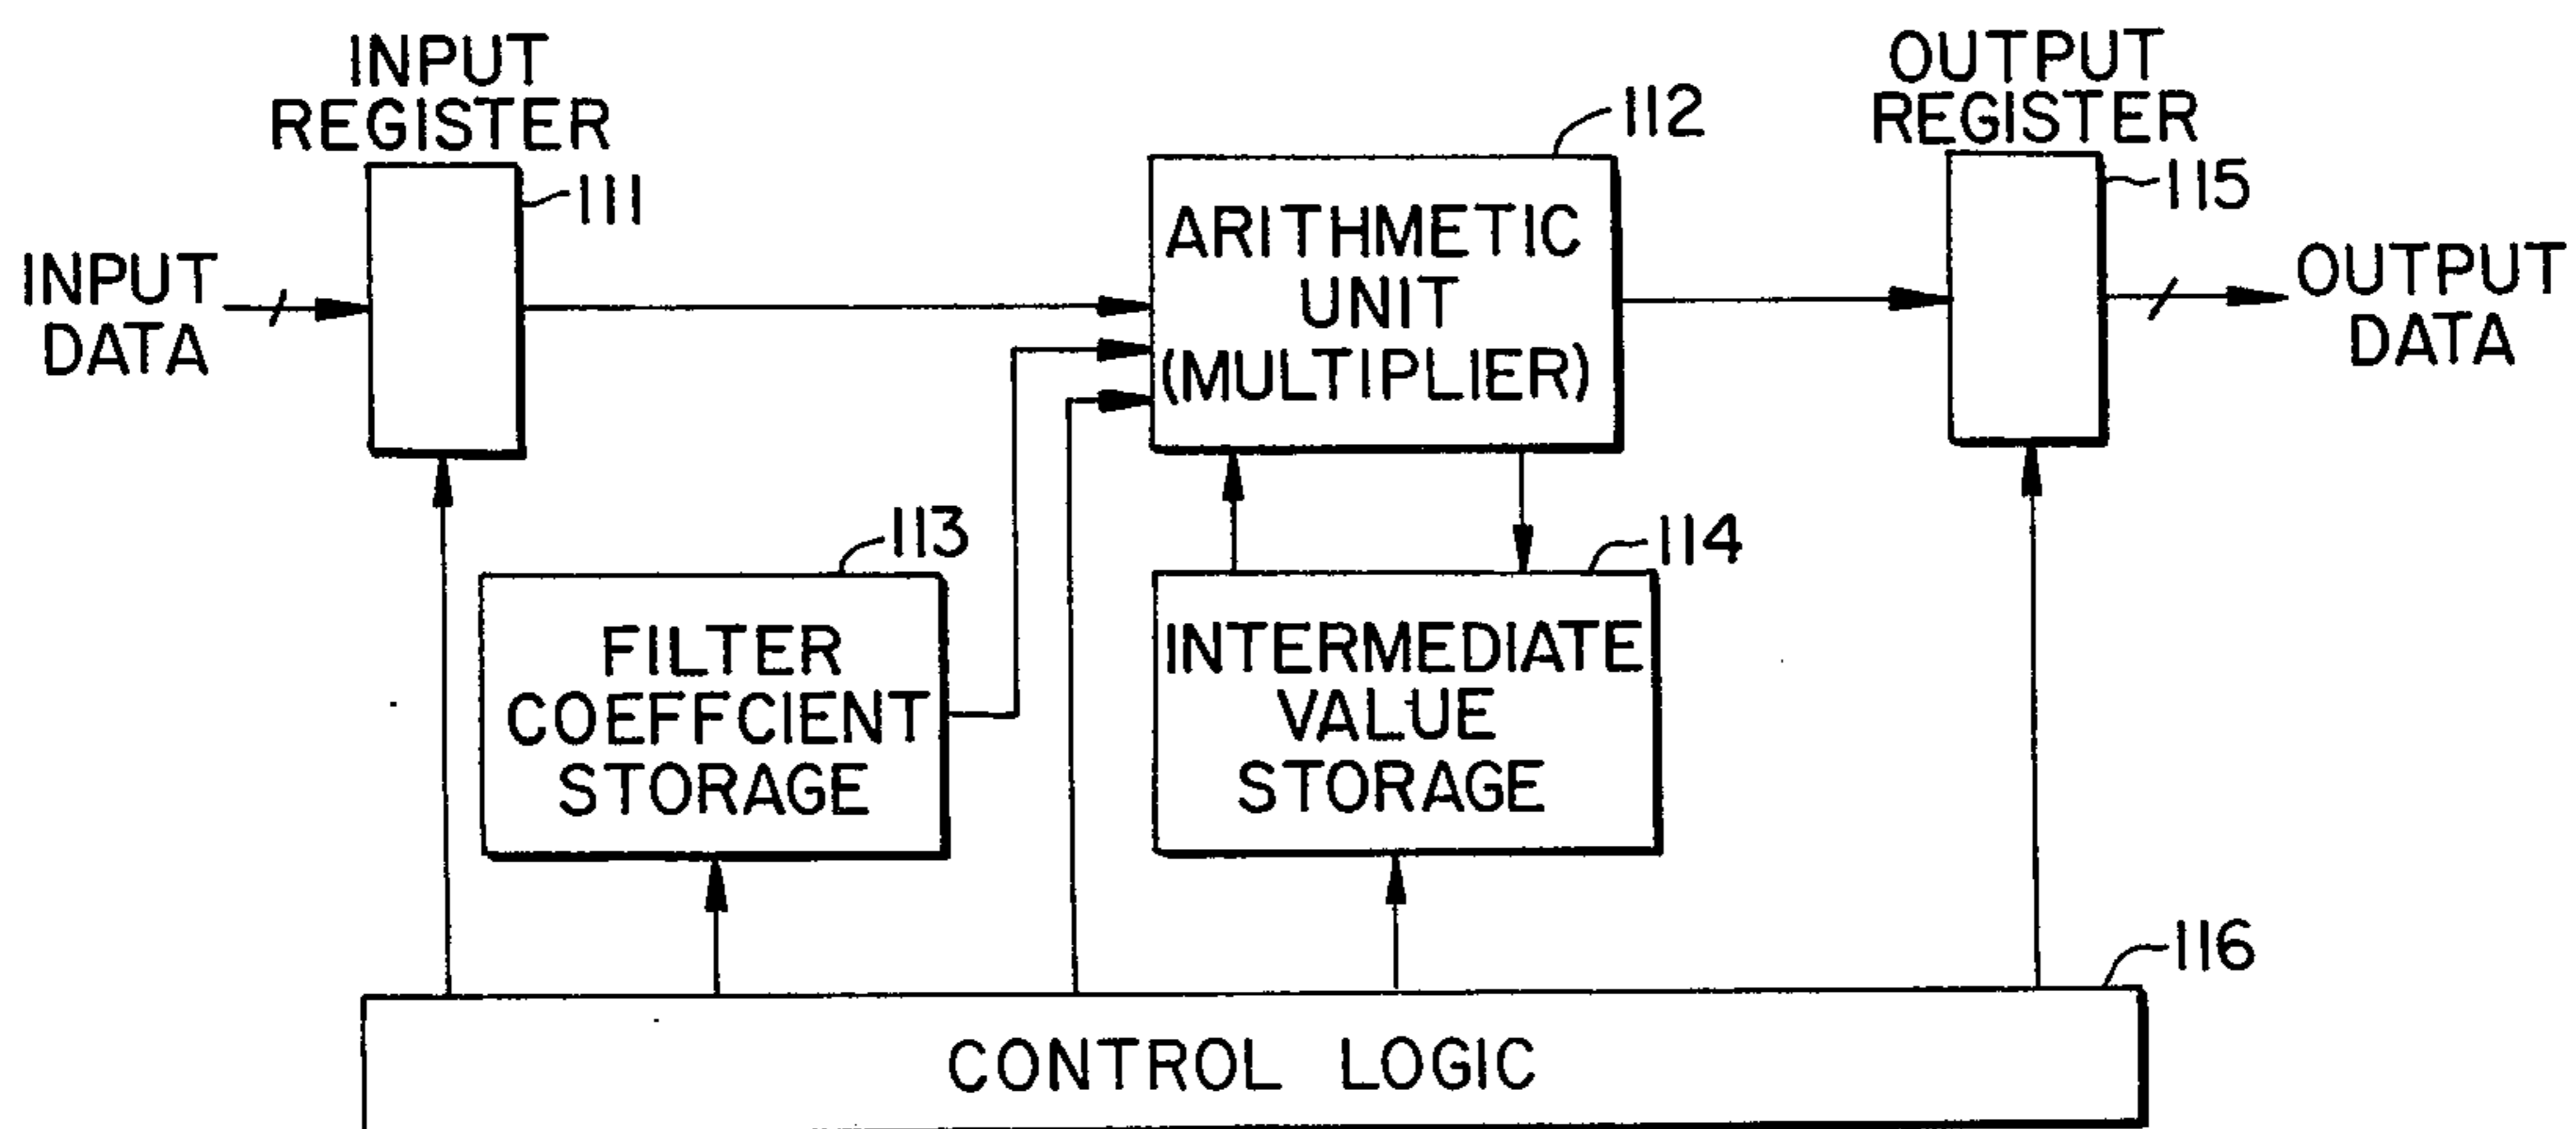 INPUT
REGISTER
111
INPUT
DATA
ARITHMETIC
UNIT
(MULTIPLIER)
112
OUTPUT
REGISTER
115
OUTPUT
DATA
FILTER
COEFFCIENT
STORAGE
113
INTERMEDIATE
VALUE
STORAGE
114
CONTROL LOGIC
116